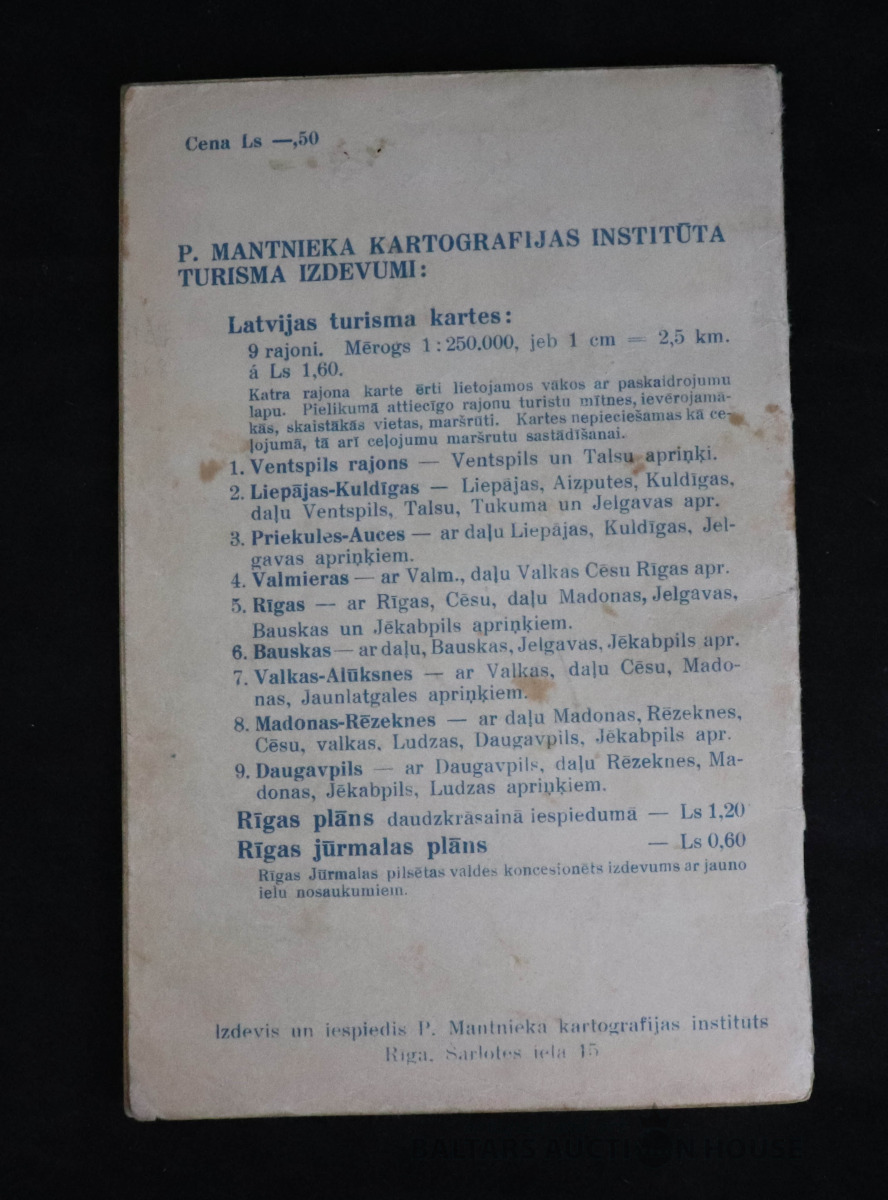 Cena Ls —,50
P. MANTNIEKA KARTOGRAFIJAS INSTITŪTA
TURISMA IZDEVUMI:
Latvijas turisma kartes:
9 rajoni. Mērogs 1:250.000, jeb 1 cm = 2,5 km.
á Ls 1,60.
Katra rajona karte ērti lietojamos vākos ar paskaidrojumu
lapu. Pielikumā attiecīgo rajonu turistu mītnes, ievērojamā-
kās, skaistākās vietas, maršrūti. Kartes nepieciešamas kā ce-
ļojumā, tā arī ceļojumu maršrutu sastādīšanai.
1. Ventspils rajons — Ventspils un Talsu apriņķi.
2. Liepājas-Kuldīgas — Liepājas, Aizputes, Kuldīgas,
daļu Ventspils, Talsu, Tukuma un Jelgavas apr.
3. Priekules-Auces — ar daļu Liepājas, Kuldīgas, Jel-
gavas apriņķiem.
4. Valmieras — ar Valm., daļu Valkas Cēsu Rīgas apr.
5. Rīgas — ar Rīgas, Cēsu, daļu Madonas, Jelgavas,
Bauskas un Jēkabpils apriņķiem.
6. Bauskas — ar daļu, Bauskas, Jelgavas, Jēkabpils apr.
7. Valkas-Alūksnes — ar Valkas, daļu Cēsu, Mado-
nas, Jaunlatgales apriņķiem.
8. Madonas-Rēzeknes — ar daļu Madonas, Rēzeknes,
Cēsu, valkas, Ludzas, Daugavpils, Jēkabpils apr.
9. Daugavpils — ar Daugavpils, daļu Rēzeknes, Ma-
donas, Jēkabpils, Ludzas apriņķiem.
Rīgas plāns daudzkrāsainā iespiedumā — Ls 1,20
Rīgas jūrmalas plāns — Ls 0,60
Rīgas Jūrmalas pilsētas valdes koncesionēts izdevums ar jauno
ielu nosaukumiem.
Izdevis un iespiedis P. Mantnieka kartografijas institūts
Rīga, Šarlotes iela 15
BALTARS AUCTION HOUSE